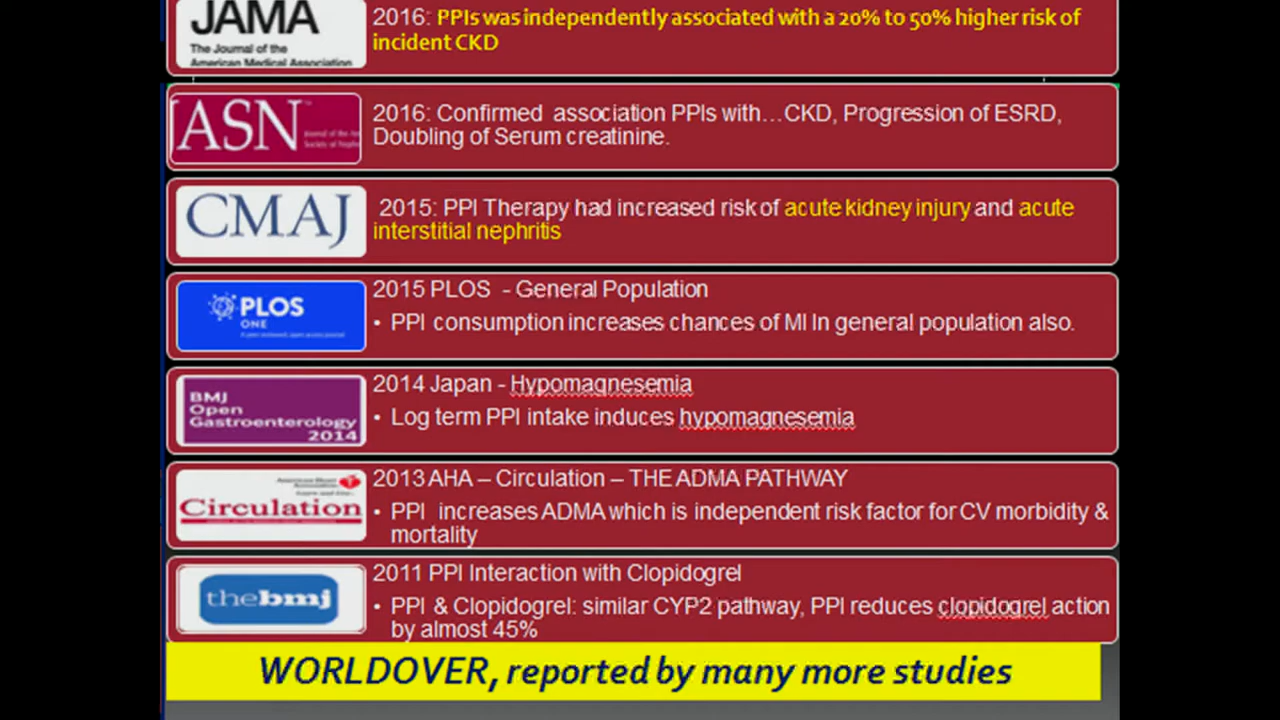 JAMA
The Journal of the
American Medical Association
2016: PPIs was independently associated with a 20% to 50% higher risk of
incident CKD
JASN
2016: Confirmed association PPIs with...CKD, Progression of ESRD,
Doubling of Serum creatinine.
CMAJ
2015: PPI Therapy had increased risk of acute kidney injury and acute
interstitial nephritis
PLOS
ONE
2015 PLOS - General Population
• PPI consumption increases chances of MI In general population also.
BMJ
Open
Gastroenterology
2014
2014 Japan - Hypomagnesemia
• Log term PPI intake induces hypomagnesemia
American Heart
Association
Circulation
2013 AHA – Circulation – THE ADMA PATHWAY
• PPI increases ADMA which is independent risk factor for CV morbidity &
mortality
thebmj
2011 PPI Interaction with Clopidogrel
• PPI & Clopidogrel: similar CYP2 pathway, PPI reduces clopidogrel action
by almost 45%
WORLDOVER, reported by many more studies